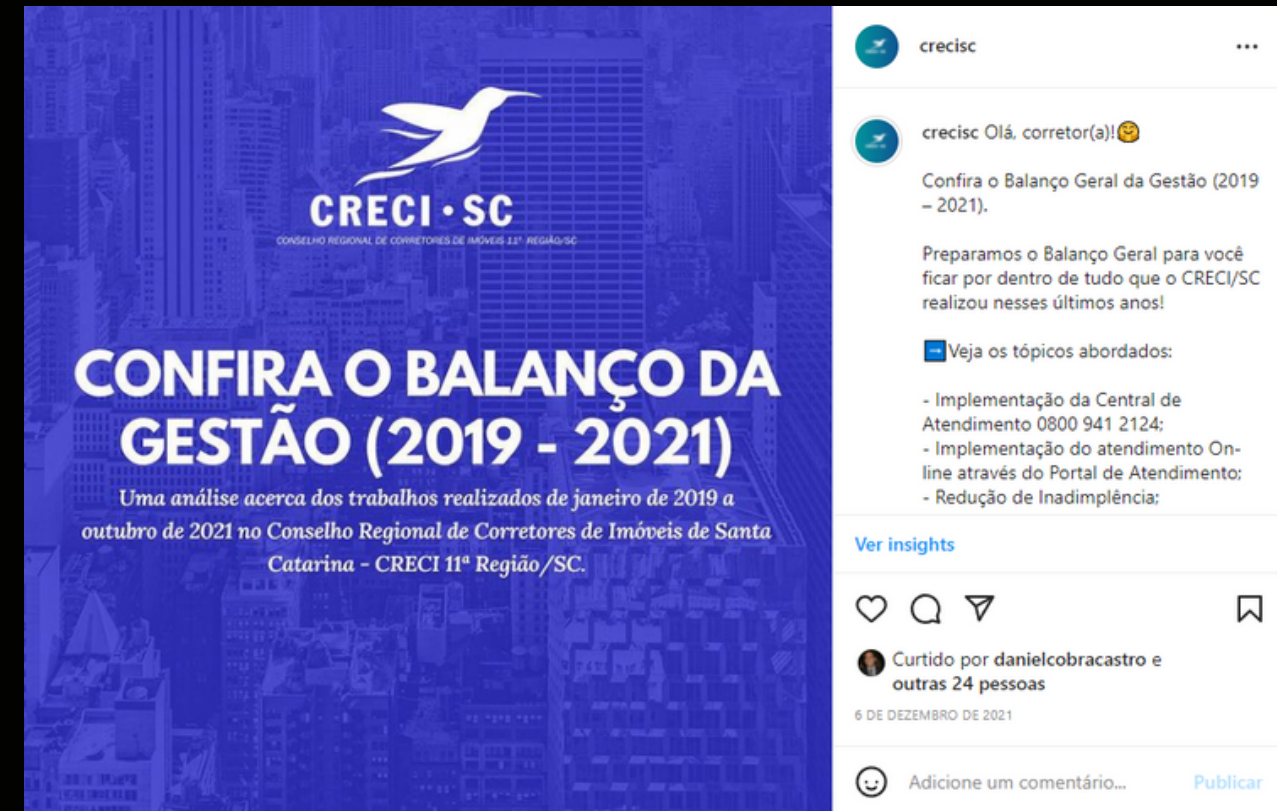 CRECI • SC
CONSELHO REGIONAL DE CORRETORES DE IMÓVEIS 11ª REGIÃO/SC
CONFIRA O BALANÇO DA
GESTÃO (2019 - 2021)
Uma análise acerca dos trabalhos realizados de janeiro de 2019 a
outubro de 2021 no Conselho Regional de Corretores de Imóveis de Santa
Catarina - CRECI 11ª Região/SC.
crecisc
crecisc Olá, corretor(a)!🤗
Confira o Balanço Geral da Gestão (2019
– 2021).
Preparamos o Balanço Geral para você
ficar por dentro de tudo que o CRECI/SC
realizou nesses últimos anos!
➡️Veja os tópicos abordados:
- Implementação da Central de
Atendimento 0800 941 2124;
- Implementação do atendimento On-
line através do Portal de Atendimento;
- Redução de Inadimplência;
Ver insights
Curtido por danielcobracastro e
outras 24 pessoas
6 DE DEZEMBRO DE 2021
Adicione um comentário... Publicar